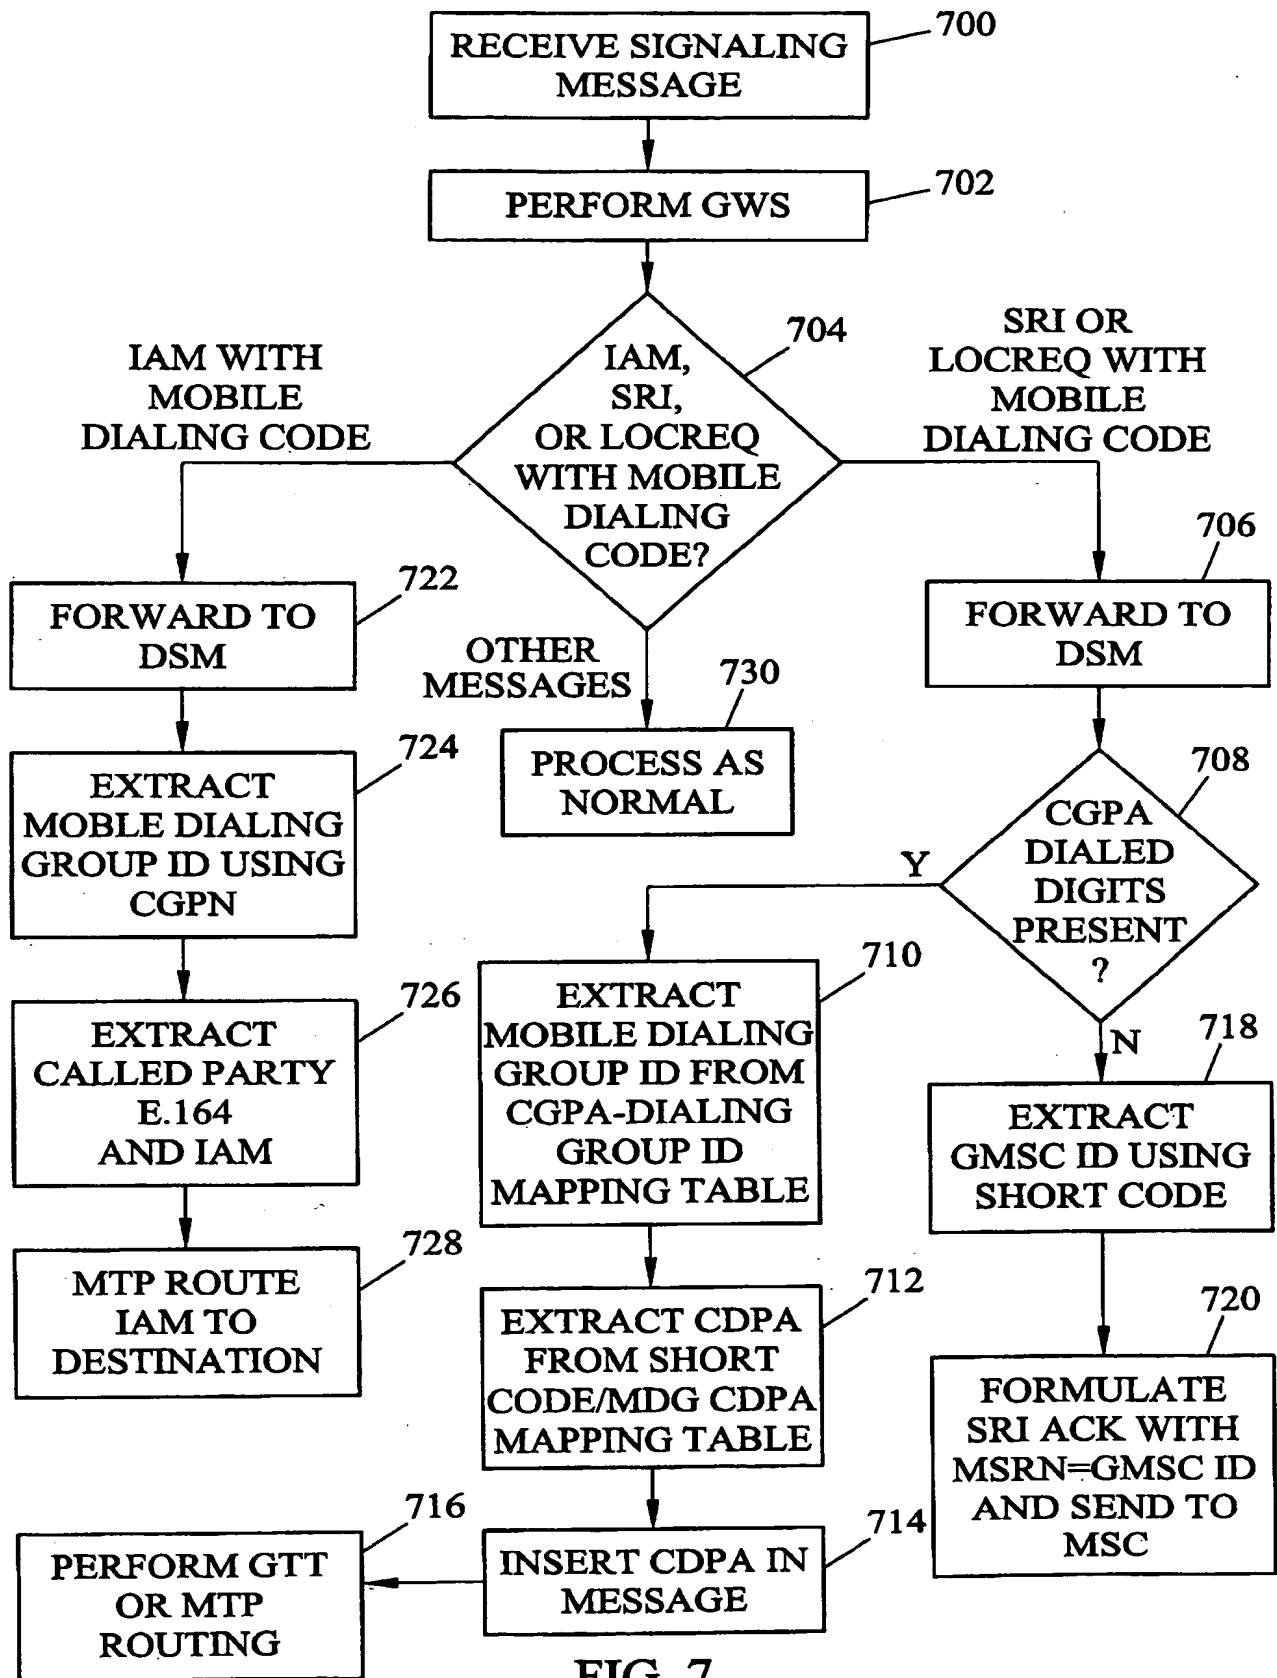 700
RECEIVE SIGNALING
MESSAGE
702
PERFORM GWS
704
IAM,
SRI,
OR LOCREQ
WITH MOBILE
DIALING
CODE?
IAM WITH
MOBILE
DIALING CODE
SRI OR
LOCREQ WITH
MOBILE
DIALING CODE
OTHER
MESSAGES
722
FORWARD TO
DSM
724
EXTRACT
MOBLE DIALING
GROUP ID USING
CGPN
726
EXTRACT
CALLED PARTY
E.164
AND IAM
728
MTP ROUTE
IAM TO
DESTINATION
730
PROCESS AS
NORMAL
706
FORWARD TO
DSM
708
CGPA
DIALED
DIGITS
PRESENT
?
Y
N
710
EXTRACT
MOBILE DIALING
GROUP ID FROM
CGPA-DIALING
GROUP ID
MAPPING TABLE
712
EXTRACT CDPA
FROM SHORT
CODE/MDG CDPA
MAPPING TABLE
714
INSERT CDPA IN
MESSAGE
716
PERFORM GTT
OR MTP
ROUTING
718
EXTRACT
GMSC ID USING
SHORT CODE
720
FORMULATE
SRI ACK WITH
MSRN=GMSC ID
AND SEND TO
MSC
FIG. 7